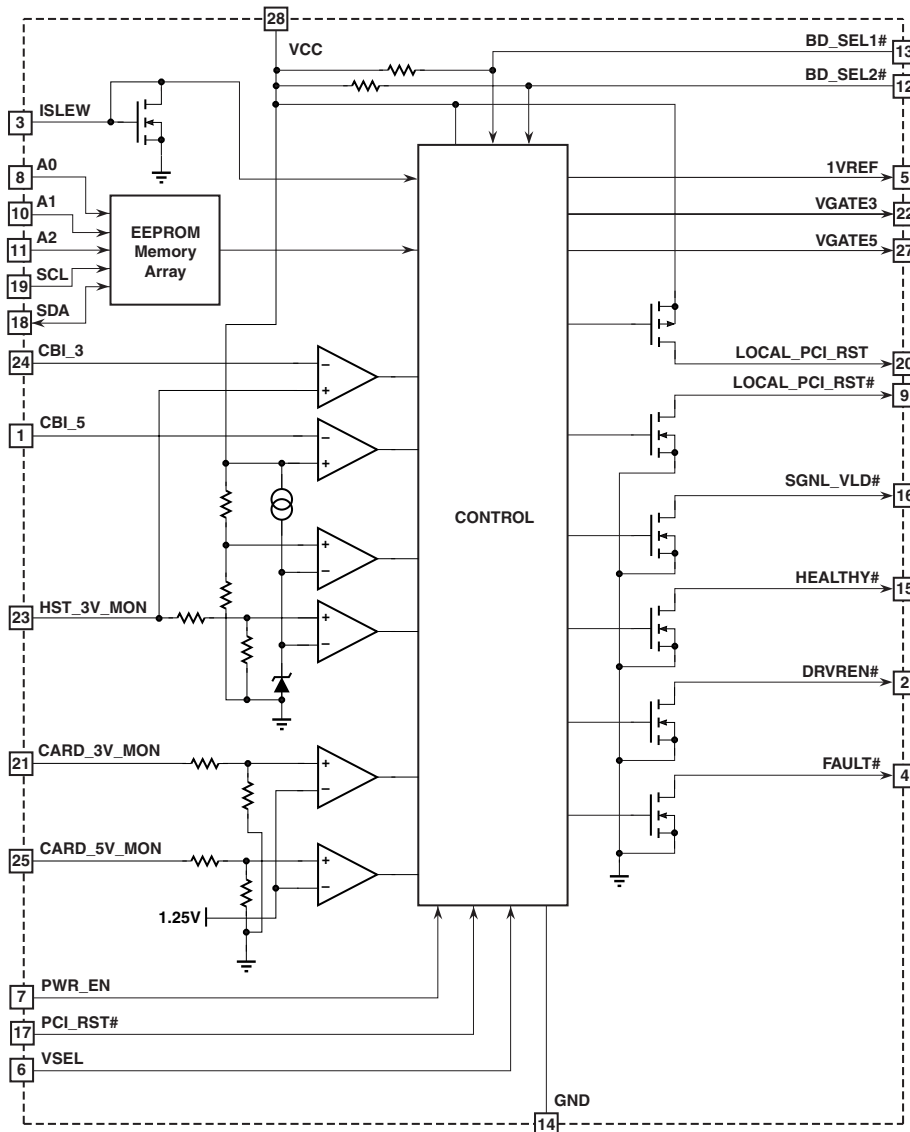 28
VCC
BD_SEL1#
13
BD_SEL2#
12
3
ISLEW
8
A0
10
A1
11
A2
19
SCL
18
SDA
EEPROM
Memory
Array
1VREF
5
VGATE3
22
VGATE5
27
24
CBI_3
-
+
1
CBI_5
-
+
+
-
23
HST_3V_MON
+
-
CONTROL
LOCAL_PCI_RST
20
LOCAL_PCI_RST#
9
SGNL_VLD#
16
HEALTHY#
15
DRVREN#
2
FAULT#
4
21
CARD_3V_MON
+
-
25
CARD_5V_MON
+
-
1.25V
7
PWR_EN
17
PCI_RST#
6
VSEL
GND
14